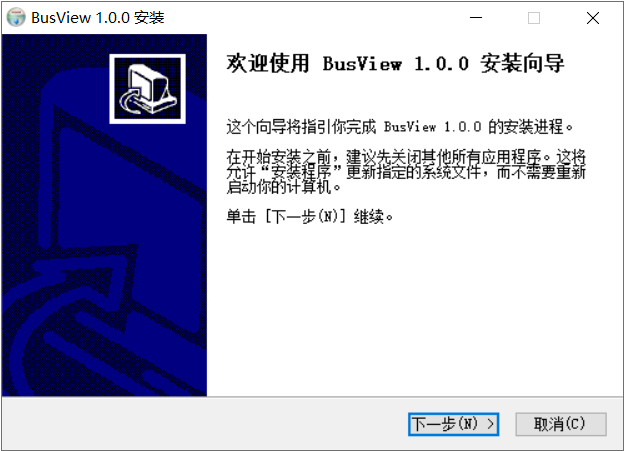 BusView 1.0.0 安装
欢迎使用 BusView 1.0.0 安装向导
这个向导将指引你完成 BusView 1.0.0 的安装进程。
在开始安装之前，建议先关闭其他所有应用程序。这将
允许“安装程序”更新指定的系统文件，而不需要重新
启动你的计算机。
单击 [下一步(N)] 继续。
下一步(N) >
取消(C)